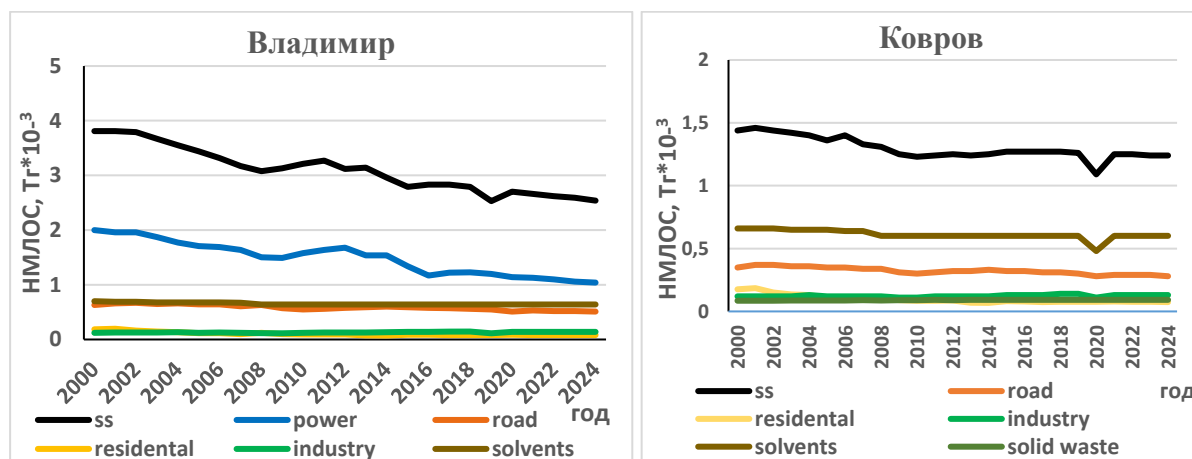 Владимир
НМЛОС, Тг*10-³
5
4
3
2
1
0
2000
2002
2004
2006
2008
2010
2012
2014
2016
2018
2020
2022
2024
год
ss
power
road
residental
industry
solvents
Ковров
НМЛОС, Тг*10-³
2
1,5
1
0,5
0
2000
2002
2004
2006
2008
2010
2012
2014
2016
2018
2020
2022
2024
ss
road
год
residental
industry
solvents
solid waste